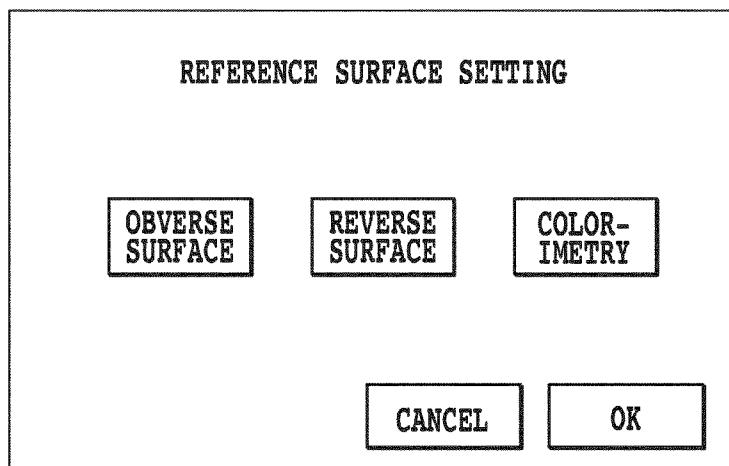 REFERENCE SURFACE SETTING
OBVERSE
SURFACE
REVERSE
SURFACE
COLOR-
IMETRY
CANCEL
OK